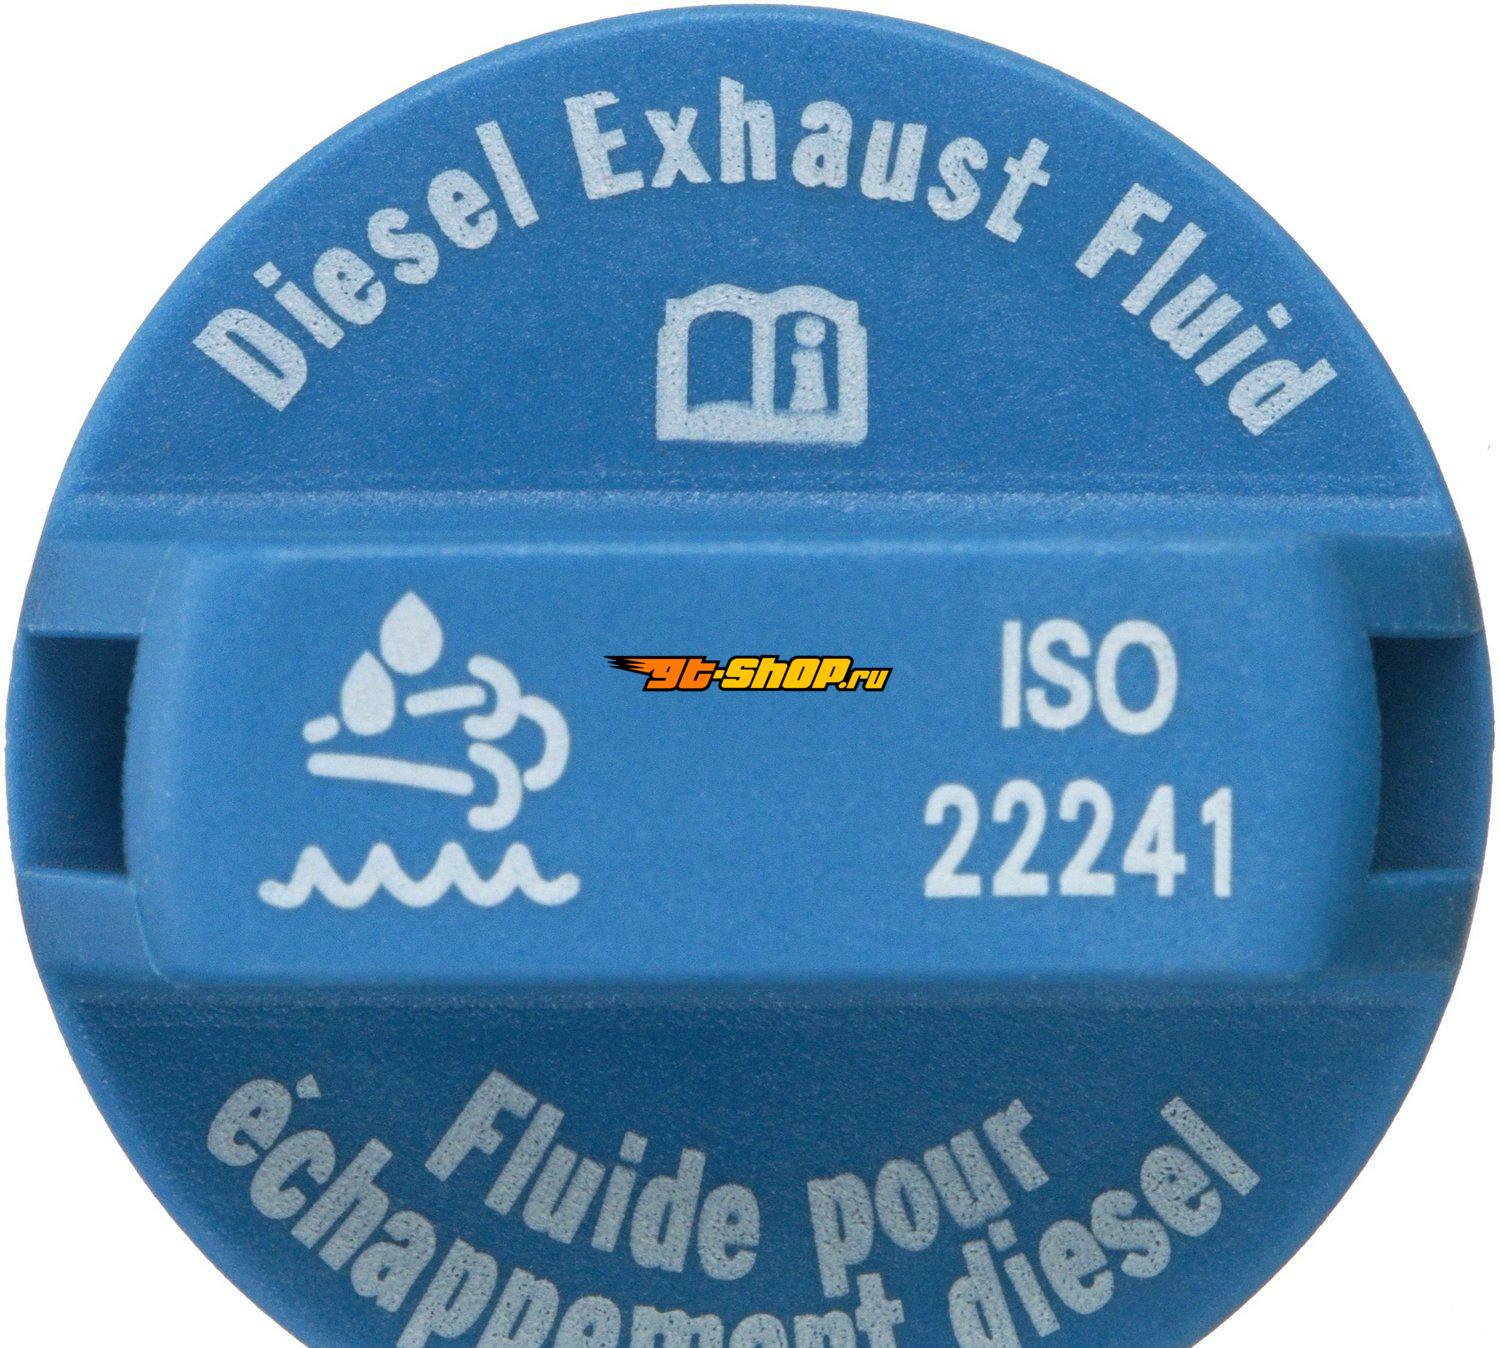 Diesel Exhaust Fluid
i
gt-shop.ru
ISO
22241
Fluide pour
échappement diesel